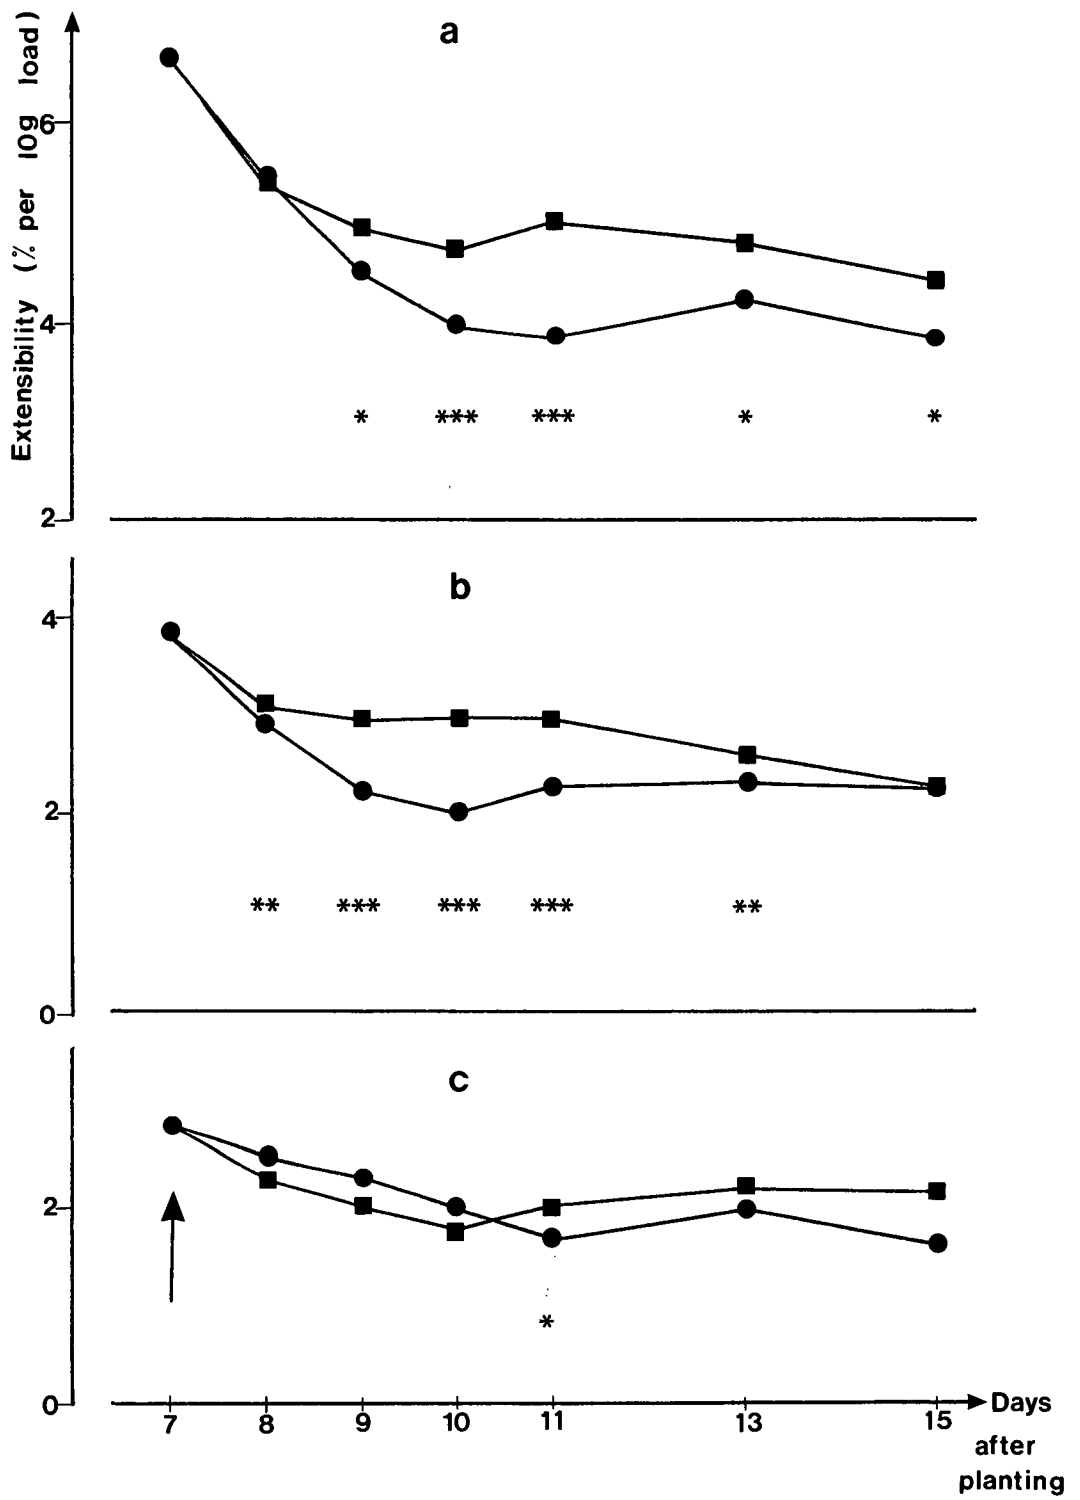 Extensibility (% per 10g load)
a
6
4
* *** *** * *
2
b
4
2
** *** *** *** **
0
c
2
*
0
7 8 9 10 11 13 15
Days
after
planting